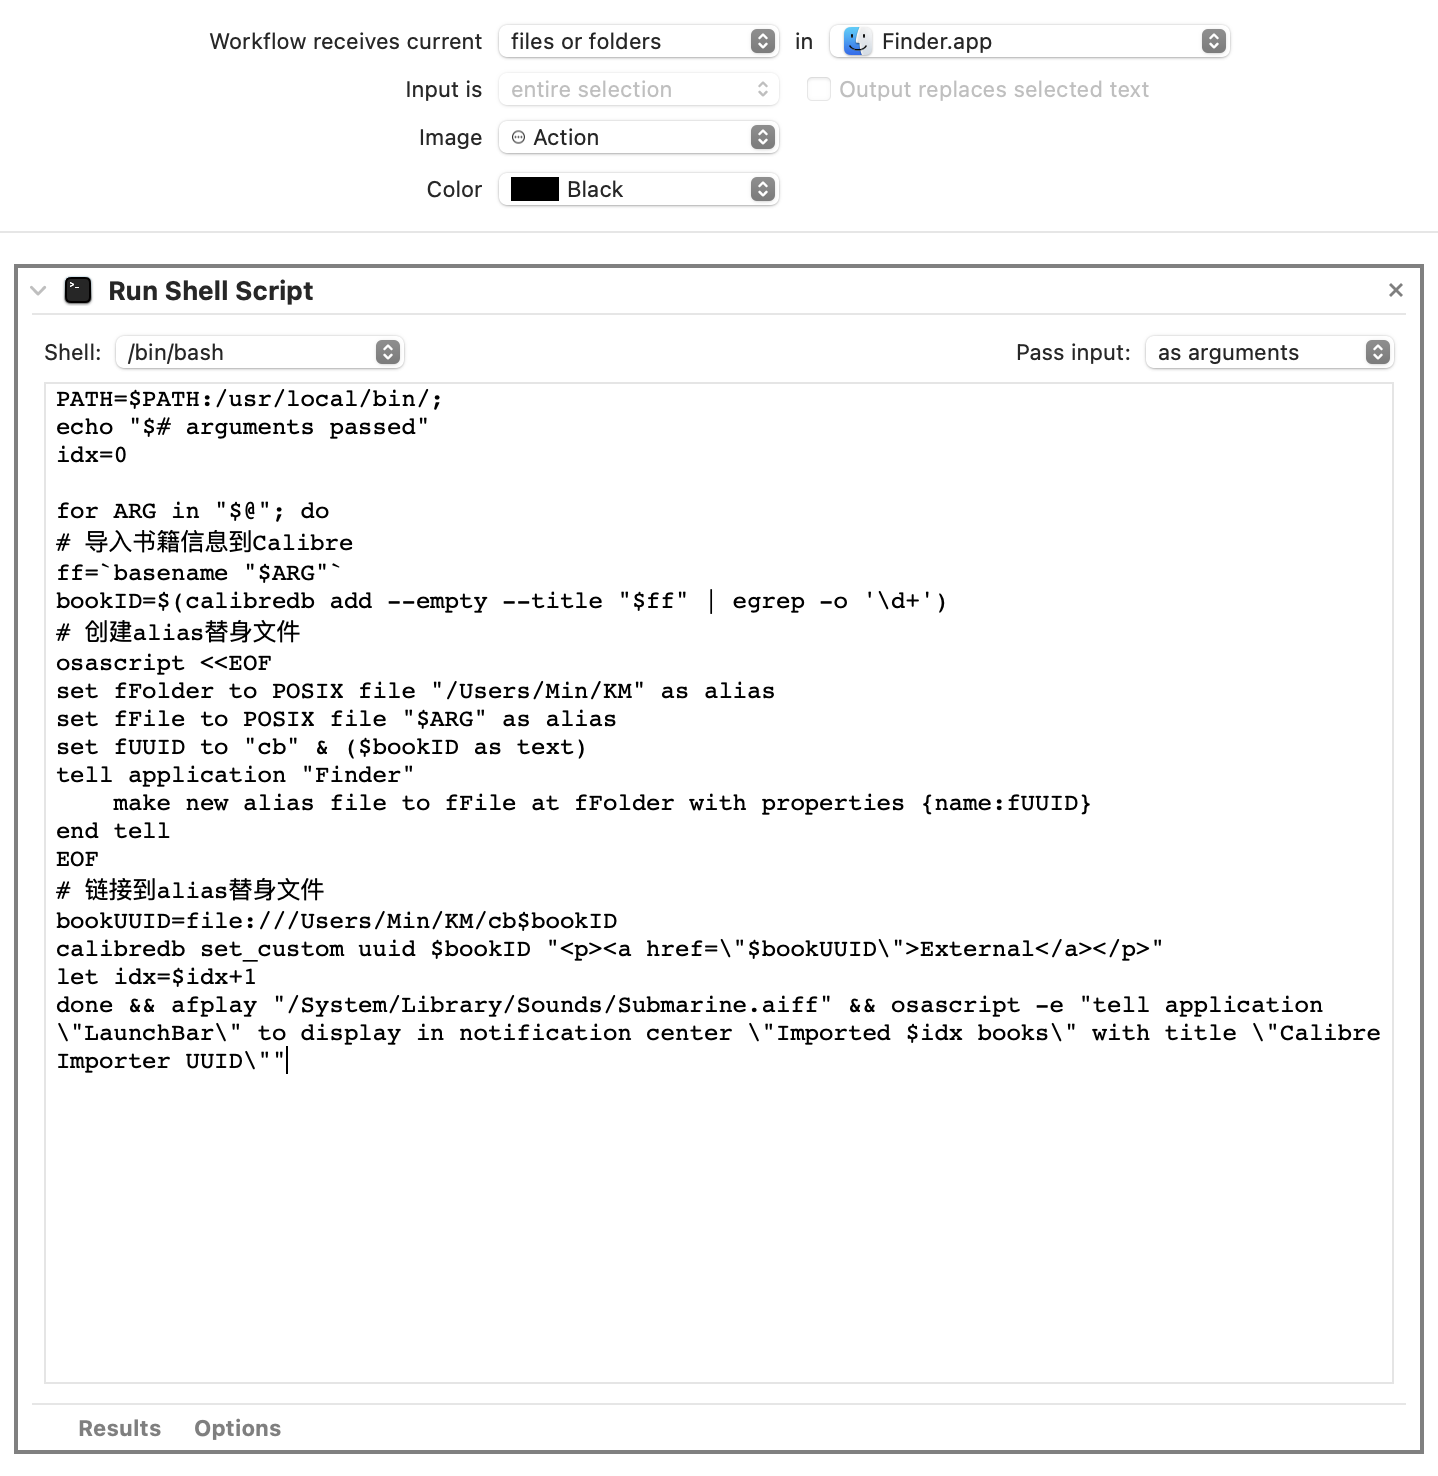 Workflow receives current files or folders in Finder.app
Input is entire selection Output replaces selected text
Image Action
Color Black
Run Shell Script
Shell: /bin/bash Pass input: as arguments
PATH=$PATH:/usr/local/bin/;
echo "$# arguments passed"
idx=0
for ARG in "$@"; do
# 导入书籍信息到Calibre
ff=`basename "$ARG"`
bookID=$(calibredb add --empty --title "$ff" | egrep -o '\d+')
# 创建alias替身文件
osascript <<EOF
set fFolder to POSIX file "/Users/Min/KM" as alias
set fFile to POSIX file "$ARG" as alias
set fUUID to "cb" & ($bookID as text)
tell application "Finder"
    make new alias file to fFile at fFolder with properties {name:fUUID}
end tell
EOF
# 链接到alias替身文件
bookUUID=file:///Users/Min/KM/cb$bookID
calibredb set_custom uuid $bookID "<p><a href=\"$bookUUID\">External</a></p>"
let idx=$idx+1
done && afplay "/System/Library/Sounds/Submarine.aiff" && osascript -e "tell application
\"LaunchBar\" to display in notification center \"Imported $idx books\" with title \"Calibre
Importer UUID\""
Results Options